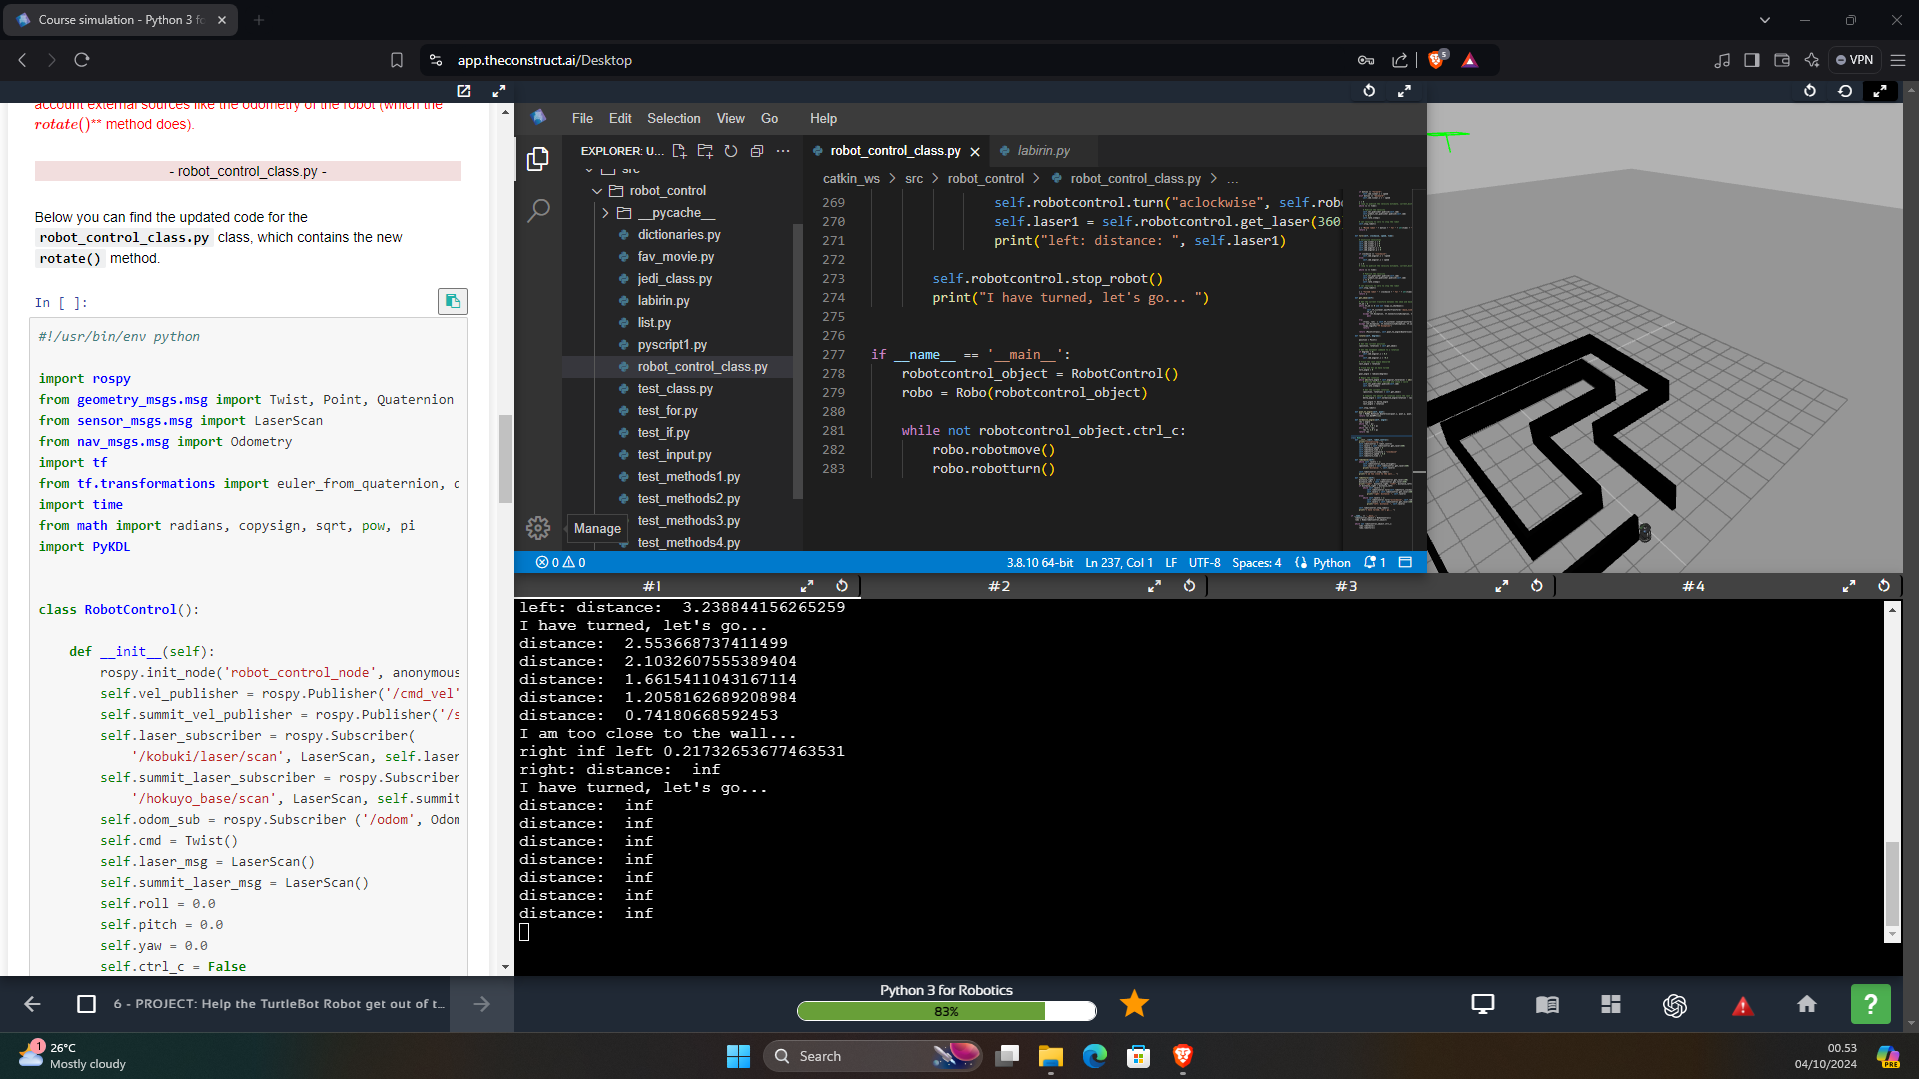 Course simulation - Python 3 fo
app.theconstruct.ai/Desktop
5
VPN
account external sources like the odometry of the robot (which the
rotate()** method does).
- robot_control_class.py -
Below you can find the updated code for the
robot_control_class.py class, which contains the new
rotate() method.
In [ ]:
#!/usr/bin/env python
import rospy
from geometry_msgs.msg import Twist, Point, Quaternion
from sensor_msgs.msg import LaserScan
from nav_msgs.msg import Odometry
import tf
from tf.transformations import euler_from_quaternion, q
import time
from math import radians, copysign, sqrt, pow, pi
import PyKDL
class RobotControl():
def __init__(self):
rospy.init_node('robot_control_node', anonymous
self.vel_publisher = rospy.Publisher('/cmd_vel'
self.summit_vel_publisher = rospy.Publisher('/s
self.laser_subscriber = rospy.Subscriber(
'/kobuki/laser/scan', LaserScan, self.laser
self.summit_laser_subscriber = rospy.Subscriber
'/hokuyo_base/scan', LaserScan, self.summit
self.odom_sub = rospy.Subscriber ('/odom', Odom
self.cmd = Twist()
self.laser_msg = LaserScan()
self.summit_laser_msg = LaserScan()
self.roll = 0.0
self.pitch = 0.0
self.yaw = 0.0
self.ctrl_c = False
File Edit Selection View Go Help
EXPLORER: U...
src
robot_control
__pycache__
dictionaries.py
fav_movie.py
jedi_class.py
labirin.py
list.py
pyscript1.py
robot_control_class.py
test_class.py
test_for.py
test_if.py
test_input.py
test_methods1.py
test_methods2.py
test_methods3.py
test_methods4.py
Manage
robot_control_class.py
labirin.py
catkin_ws > src > robot_control > robot_control_class.py > ...
269 self.robotcontrol.turn("aclockwise", self.robo
270 self.laser1 = self.robotcontrol.get_laser(360
271 print("left: distance: ", self.laser1)
272
273 self.robotcontrol.stop_robot()
274 print("I have turned, let's go... ")
275
276
277 if __name__ == '__main__':
278 robotcontrol_object = RobotControl()
279 robo = Robo(robotcontrol_object)
280
281 while not robotcontrol_object.ctrl_c:
282 robo.robotmove()
283 robo.robotturn()
0 0 3.8.10 64-bit Ln 237, Col 1 LF UTF-8 Spaces: 4 Python 1
#1 #2 #3 #4
left: distance: 3.238844156265259
I have turned, let's go...
distance: 2.553668737411499
distance: 2.1032607555389404
distance: 1.6615411043167114
distance: 1.2058162689208984
distance: 0.74180668592453
I am too close to the wall...
right inf left 0.21732653677463531
right: distance: inf
I have turned, let's go...
distance: inf
distance: inf
distance: inf
distance: inf
distance: inf
distance: inf
distance: inf
6 - PROJECT: Help the TurtleBot Robot get out of t...
Python 3 for Robotics
83%
?
1
26°C
Mostly cloudy
Search
00.53
04/10/2024
PRE